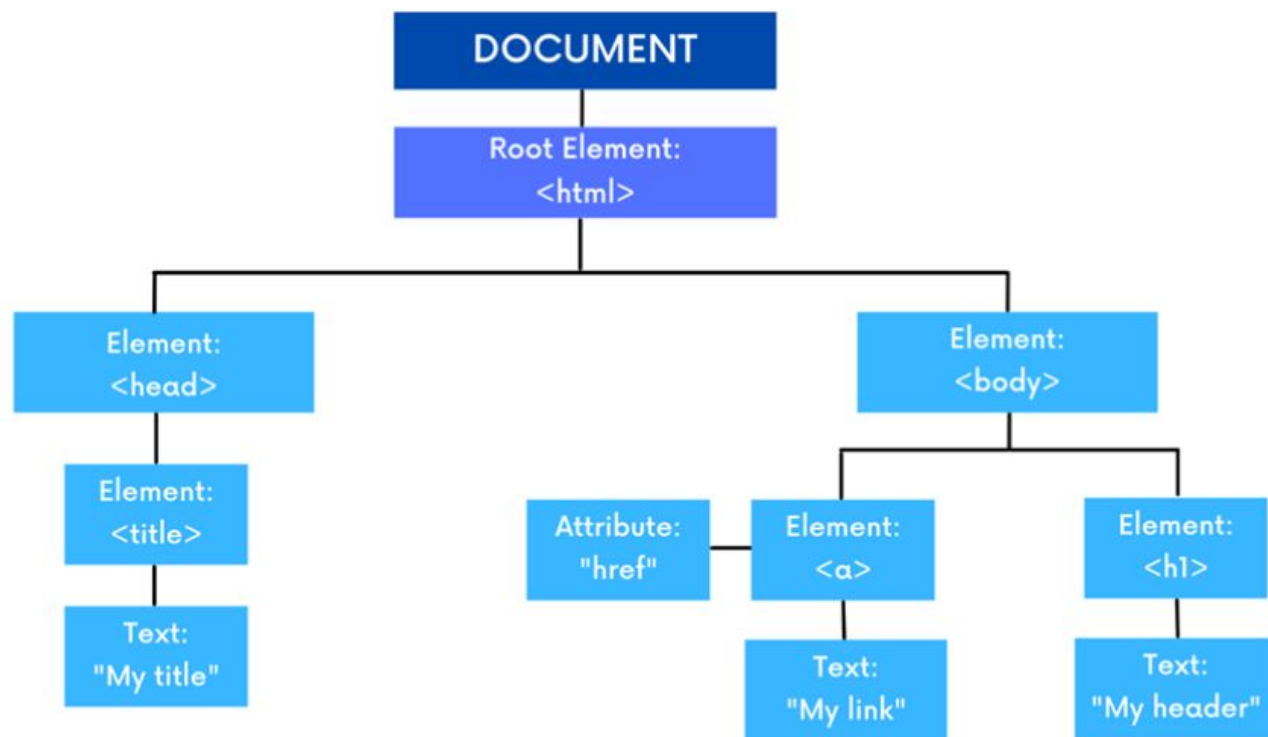 DOCUMENT
Root Element:
<html>
Element:
<head>
Element:
<body>
Element:
<title>
Attribute:
"href"
Element:
<a>
Element:
<h1>
Text:
"My title"
Text:
"My link"
Text:
"My header"